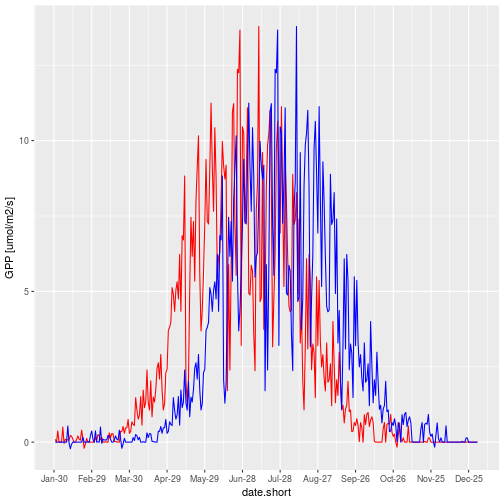 10
5
0
GPP [umol/m2/s]
Jan-30 Feb-29 Mar-30 Apr-29 May-29 Jun-28 Jul-28 Aug-27 Sep-26 Oct-26 Nov-25 Dec-25
date.short